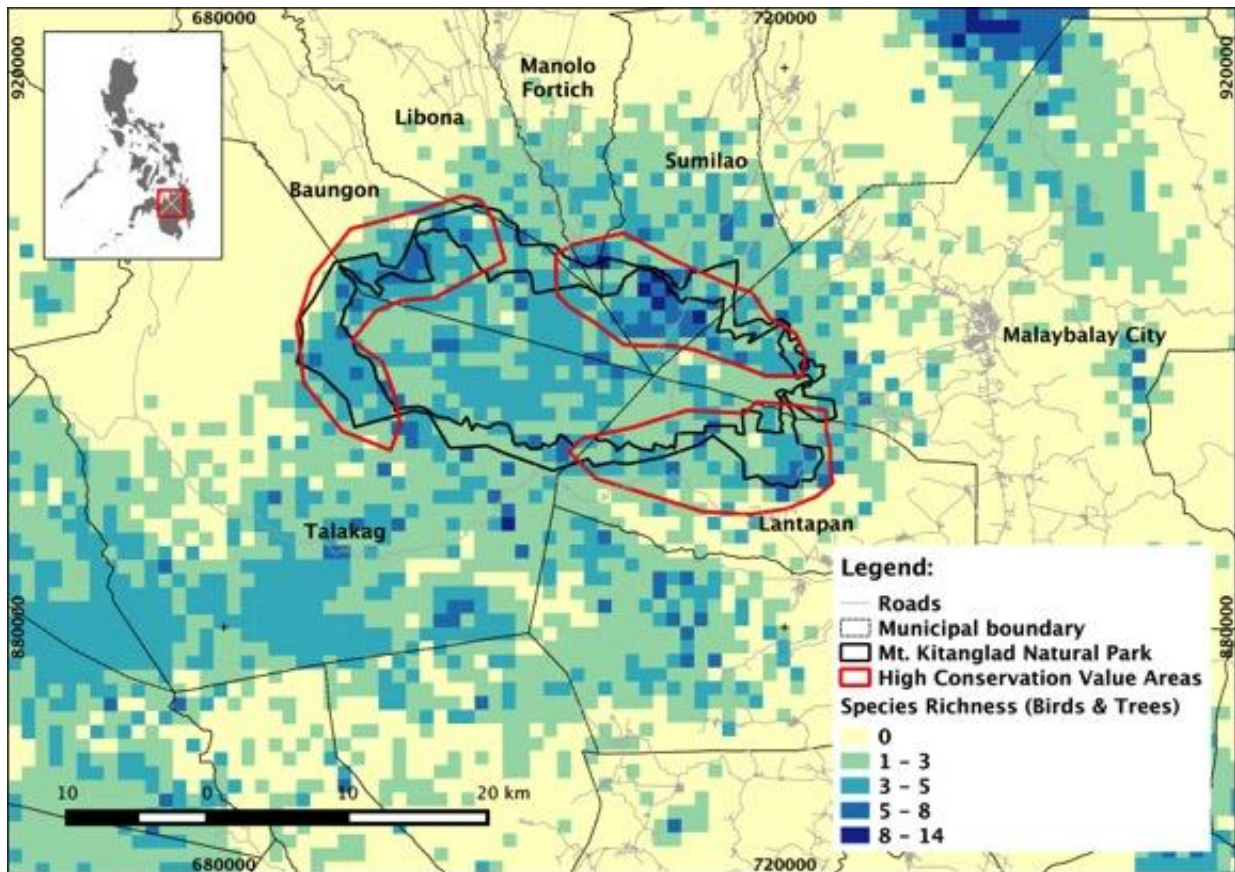 680000
720000
920000
920000
Manolo
Fortich
Libona
Sumilao
Baungon
Malaybalay City
Talakag
Lantapan
880000
880000
Legend:
Roads
Municipal boundary
Mt. Kitanglad Natural Park
High Conservation Value Areas
Species Richness (Birds & Trees)
0
1 - 3
3 - 5
5 - 8
8 - 14
10 0 10 20 km
680000
720000